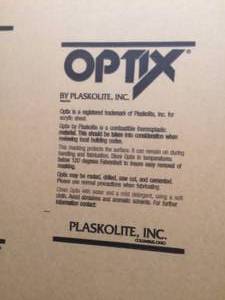 OPTIX®
BY PLASKOLITE, INC.
Optix is a registered trademark of Plaskolite, Inc. for
acrylic sheet.
Optix by Plaskolite is a combustible thermoplastic
material. This should be taken into consideration when
reviewing local building codes.
This masking protects the surface. It can remain on during
handling and fabrication. Store Optix in temperatures
below 120 degrees Fahrenheit to insure easy removal of
masking.
Optix may be routed, drilled, saw cut, and cemented.
Please use normal precautions when fabricating.
Clean Optix with water and a mild detergent, using a soft
cloth. Avoid abrasives and aromatic solvents. For further
information contact:
PLASKOLITE, INC.
COLUMBUS, OHIO